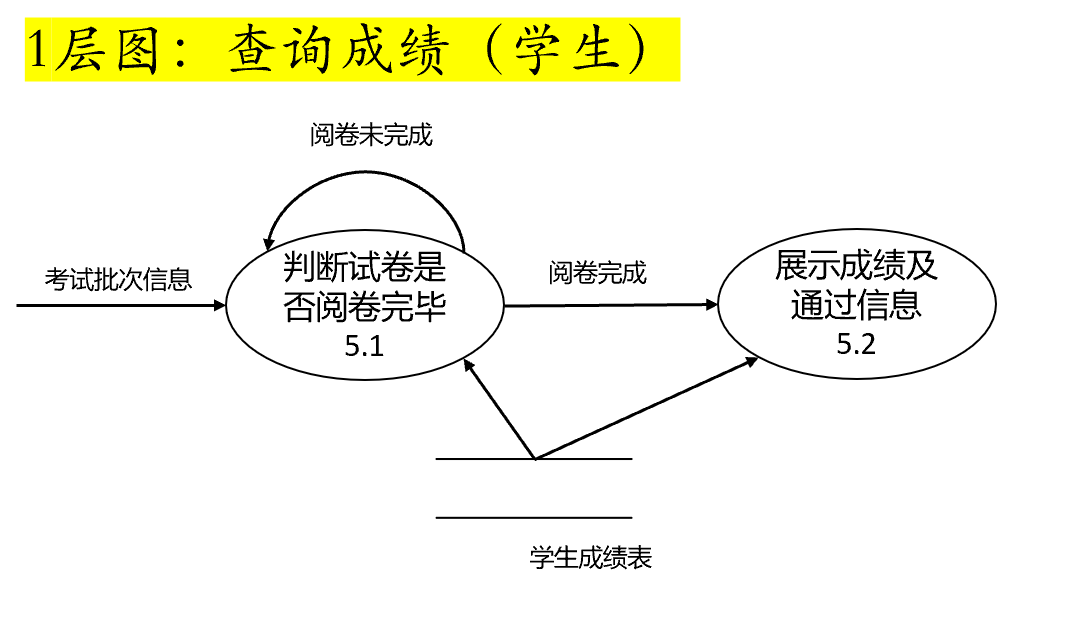 1层图：查询成绩（学生）
阅卷未完成
考试批次信息
判断试卷是
否阅卷完毕
5.1
阅卷完成
展示成绩及
通过信息
5.2
学生成绩表